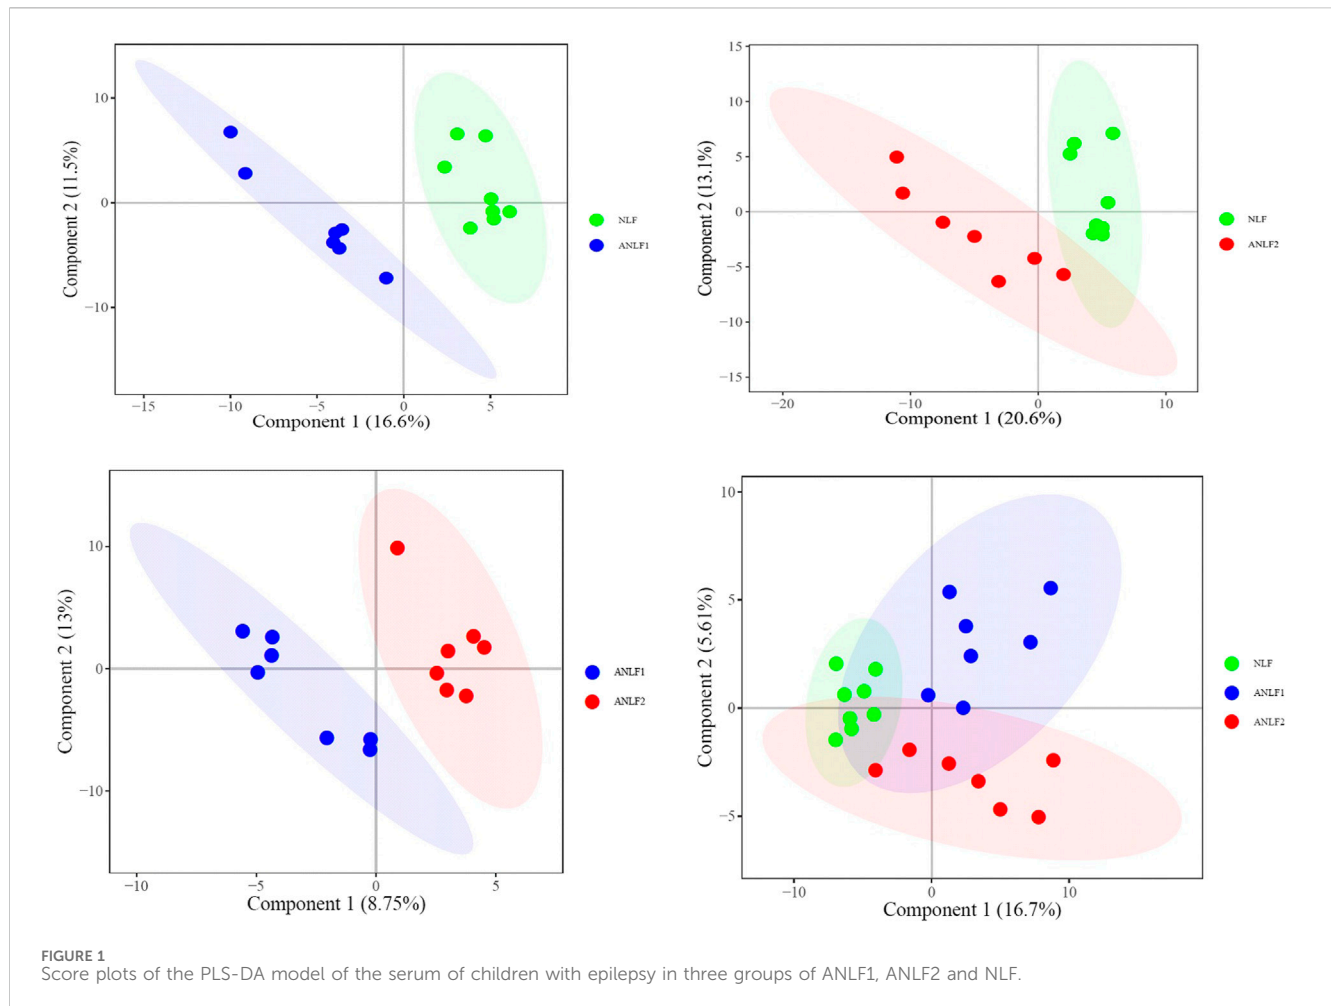 10
0
−10
Component 2 (11.5%)
−15
−10
−5
0
5
Component 1 (16.6%)
NLF
ANLF1
15
10
5
0
−5
−10
−15
Component 2 (13.1%)
−20
−10
0
10
Component 1 (20.6%)
NLF
ANLF2
10
0
−10
Component 2 (13%)
−10
−5
0
5
Component 1 (8.75%)
ANLF1
ANLF2
10
5
0
−5
Component 2 (5.61%)
−10
0
10
Component 1 (16.7%)
NLF
ANLF1
ANLF2
FIGURE 1
Score plots of the PLS-DA model of the serum of children with epilepsy in three groups of ANLF1, ANLF2 and NLF.